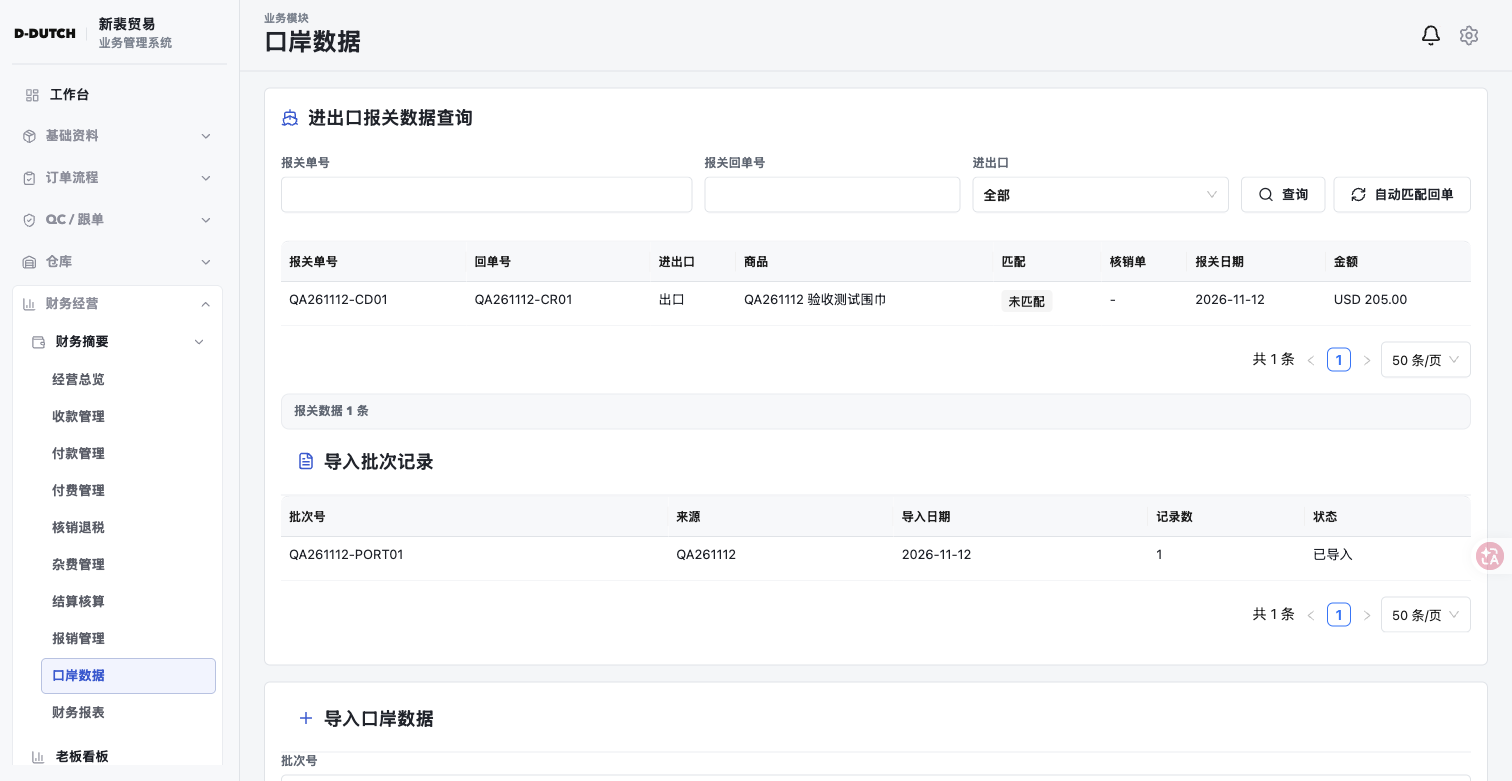 D-DUTCH
新裴贸易
业务管理系统
工作台
基础资料
订单流程
QC / 跟单
仓库
财务经营
财务摘要
经营总览
收款管理
付款管理
付费管理
核销退税
杂费管理
结算核算
报销管理
口岸数据
财务报表
老板看板
业务模块
口岸数据
进出口报关数据查询
报关单号 报关回单号 进出口
全部 查询 自动匹配回单
报关单号 回单号 进出口 商品 匹配 核销单 报关日期 金额
QA261112-CD01 QA261112-CR01 出口 QA261112 验收测试围巾 未匹配 - 2026-11-12 USD 205.00
共 1 条 1 50 条/页
报关数据 1 条
导入批次记录
批次号 来源 导入日期 记录数 状态
QA261112-PORT01 QA261112 2026-11-12 1 已导入
共 1 条 1 50 条/页
导入口岸数据
批次号